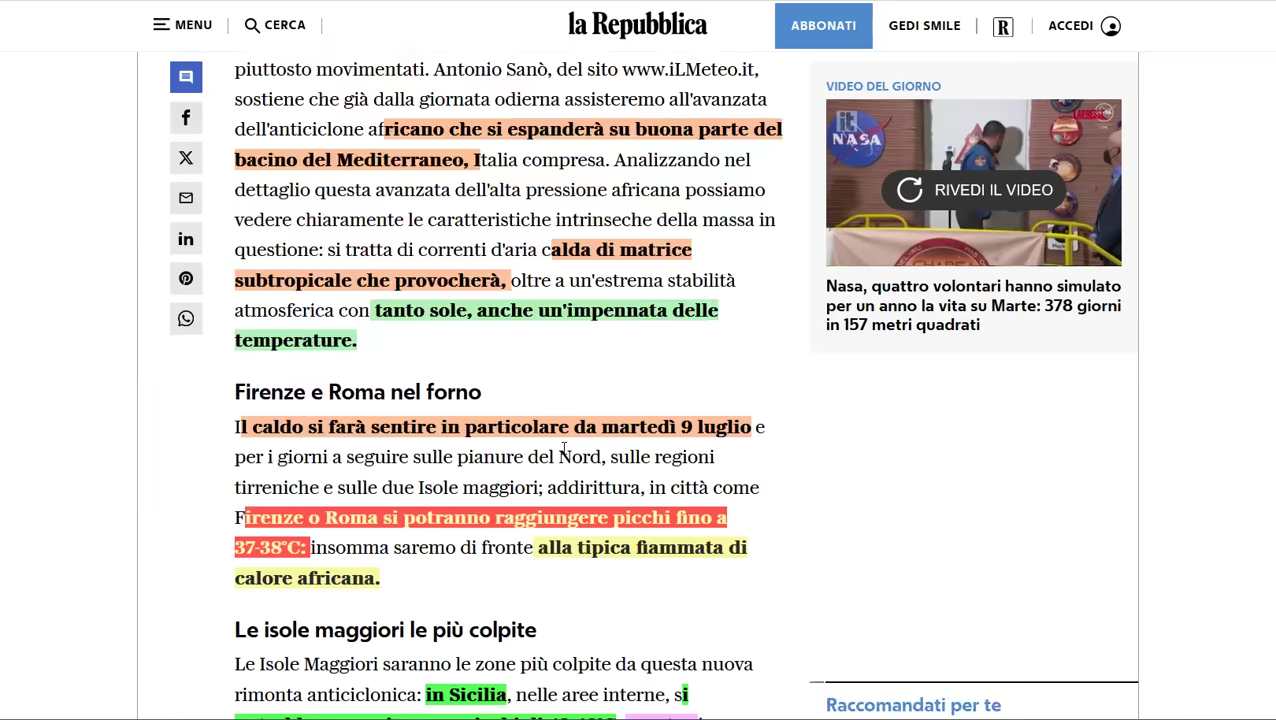 MENU
CERCA
la Repubblica
ABBONATI
GEDI SMILE
R
ACCEDI
piuttosto movimentati. Antonio Sanò, del sito www.iLMeteo.it,
sostiene che già dalla giornata odierna assisteremo all'avanzata
dell'anticiclone africano che si espanderà su buona parte del
bacino del Mediterraneo, Italia compresa. Analizzando nel
dettaglio questa avanzata dell'alta pressione africana possiamo
vedere chiaramente le caratteristiche intrinseche della massa in
questione: si tratta di correnti d'aria calda di matrice
subtropicale che provocherà, oltre a un'estrema stabilità
atmosferica con tanto sole, anche un'impennata delle
temperature.
Firenze e Roma nel forno
Il caldo si farà sentire in particolare da martedì 9 luglio e
per i giorni a seguire sulle pianure del Nord, sulle regioni
tirreniche e sulle due Isole maggiori; addirittura, in città come
Firenze o Roma si potranno raggiungere picchi fino a
37-38°C: insomma saremo di fronte alla tipica fiammata di
calore africana.
Le isole maggiori le più colpite
Le Isole Maggiori saranno le zone più colpite da questa nuova
rimonta anticiclonica: in Sicilia, nelle aree interne, si
VIDEO DEL GIORNO
it
NASA
LAPRESSE
RIVEDI IL VIDEO
Nasa, quattro volontari hanno simulato
per un anno la vita su Marte: 378 giorni
in 157 metri quadrati
Raccomandati per te